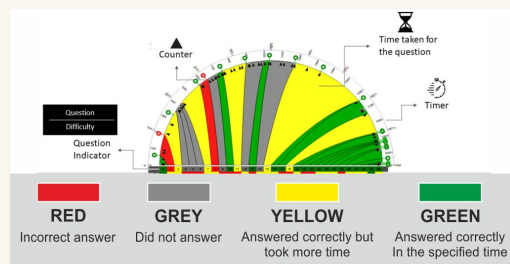 Counter
Time taken for
the question
Timer
Question
Difficulty
Question
Indicator
RED
GREY
YELLOW
GREEN
Incorrect answer
Did not answer
Answered correctly but
took more time
Answered correctly
In the specified time